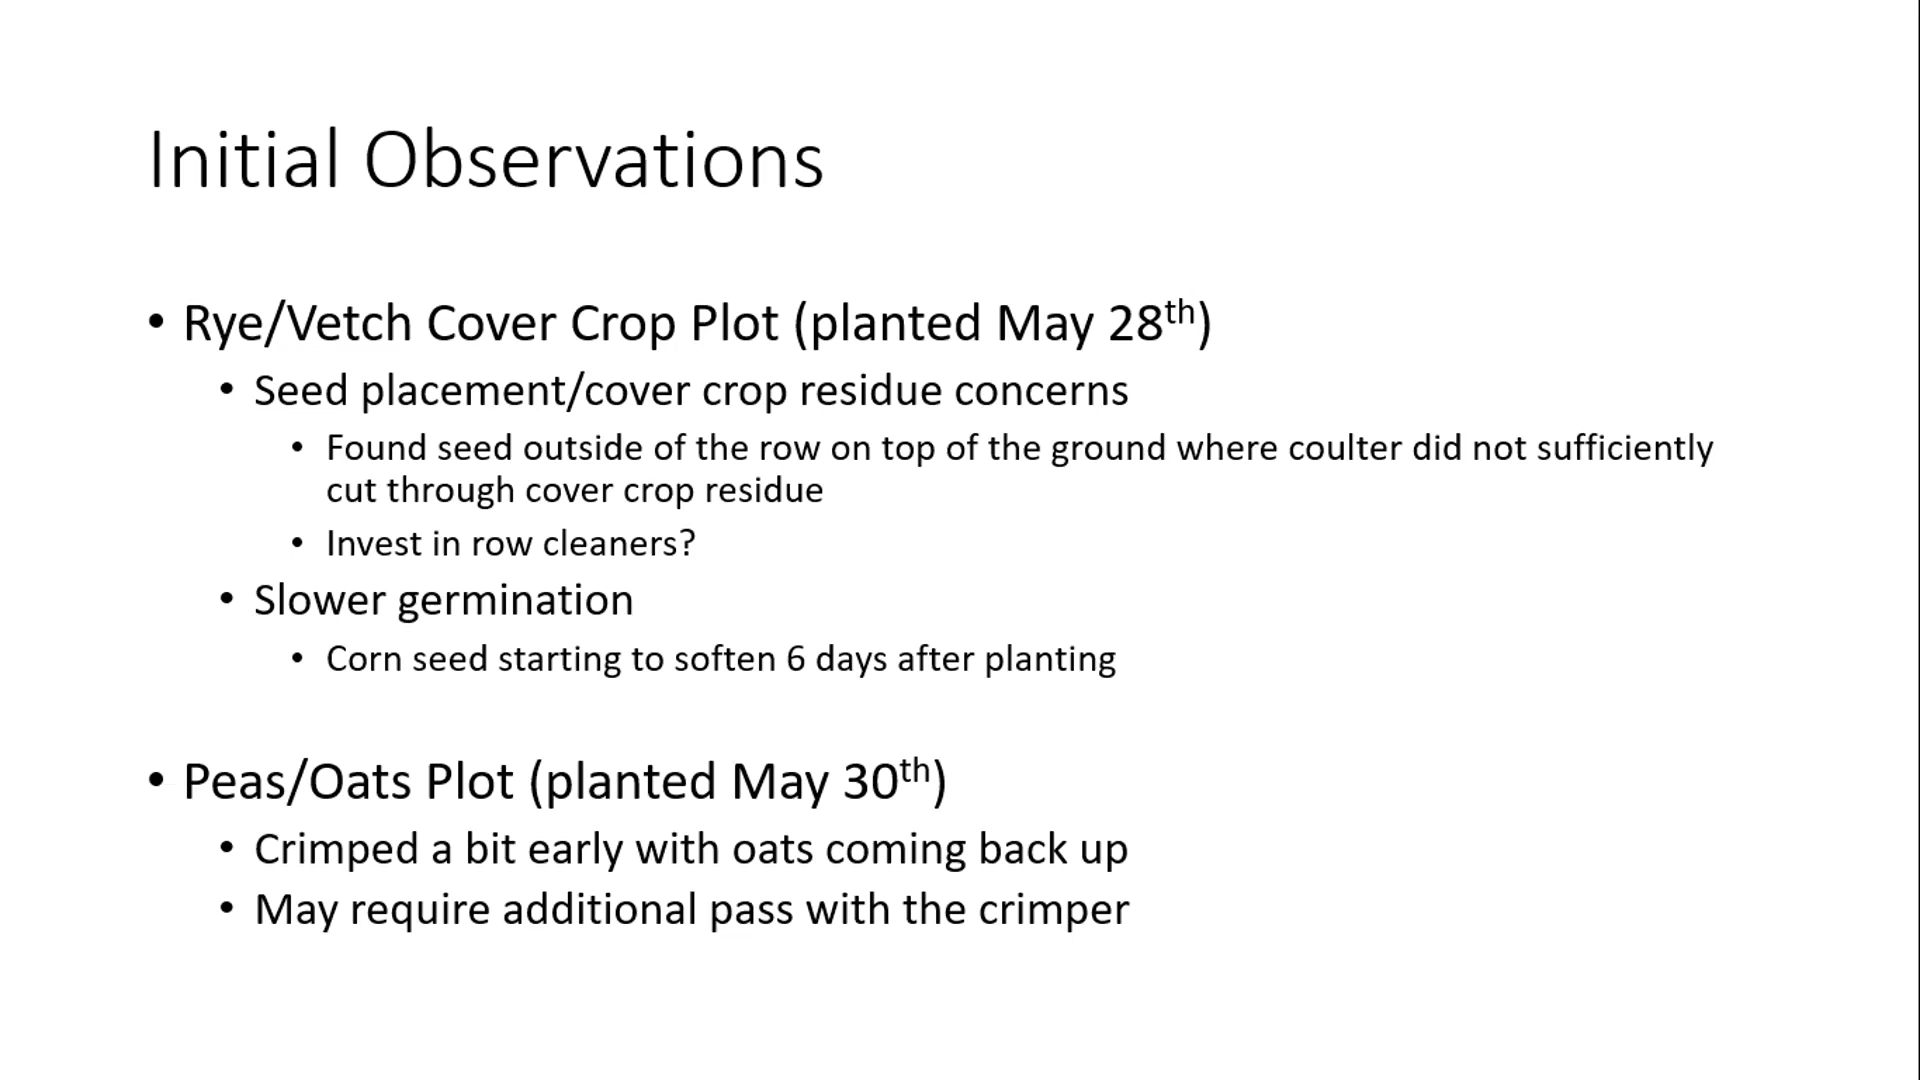 Initial Observations
• Rye/Vetch Cover Crop Plot (planted May 28th)
• Seed placement/cover crop residue concerns
• Found seed outside of the row on top of the ground where coulter did not sufficiently
cut through cover crop residue
• Invest in row cleaners?
• Slower germination
• Corn seed starting to soften 6 days after planting
• Peas/Oats Plot (planted May 30th)
• Crimped a bit early with oats coming back up
• May require additional pass with the crimper